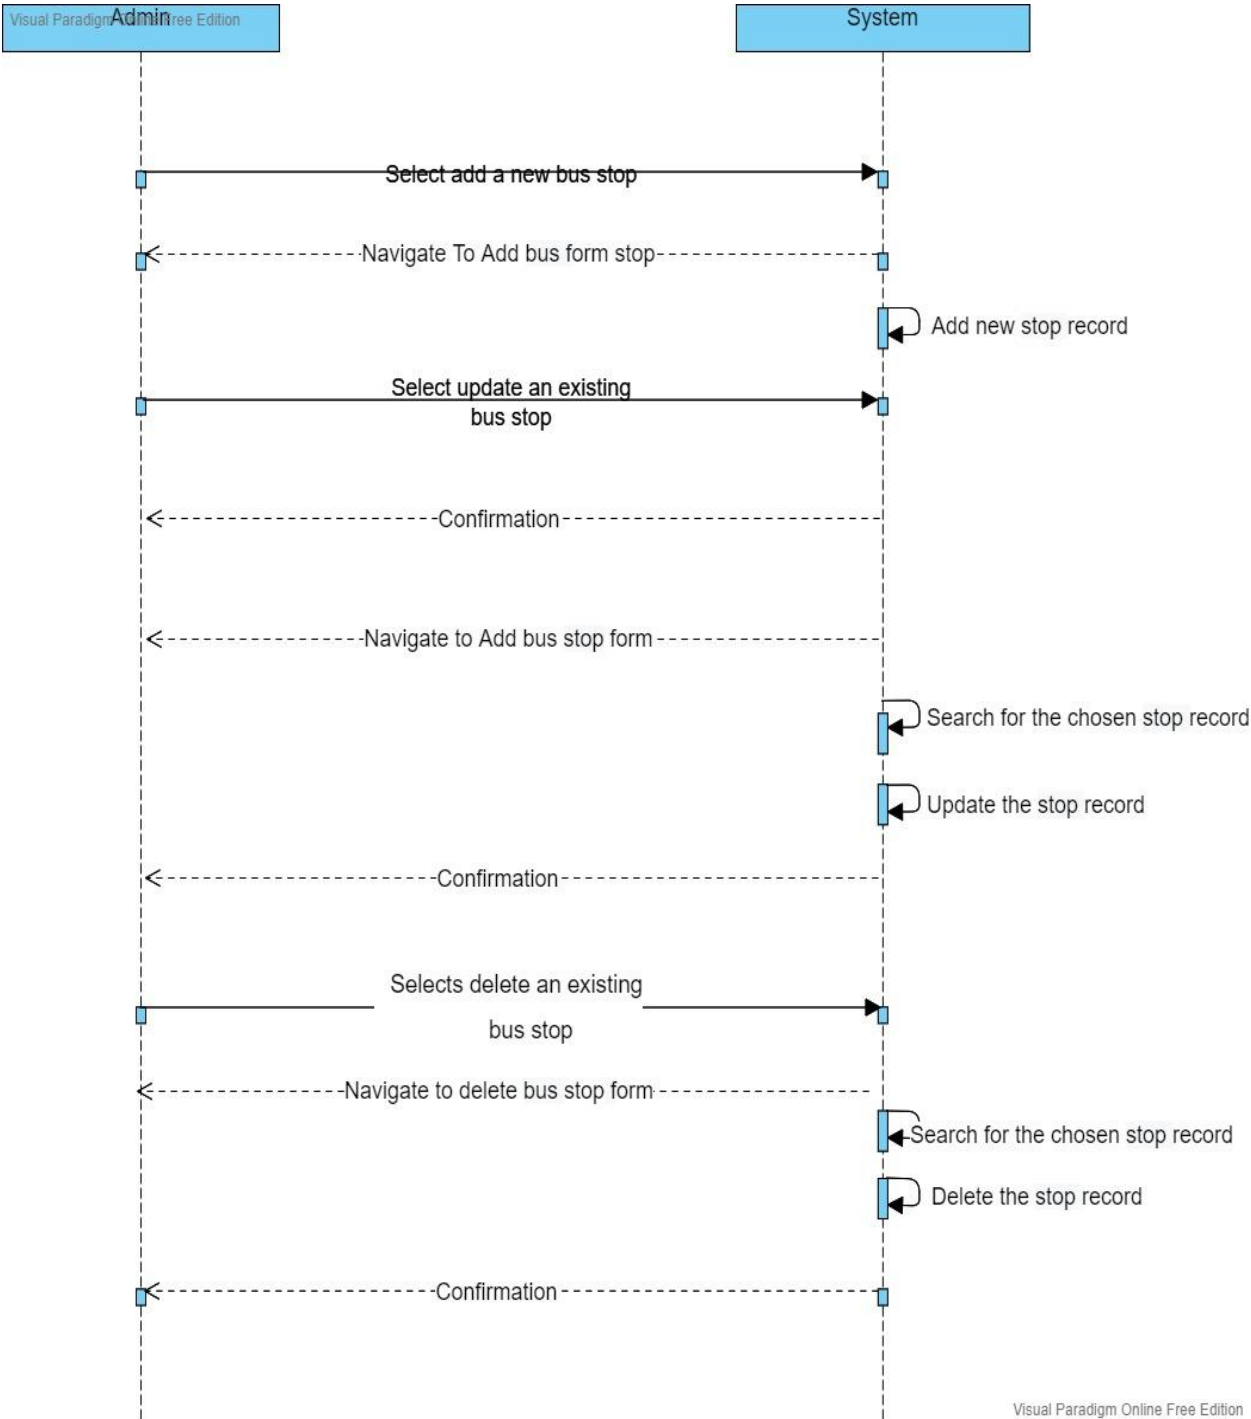 Visual Paradigm Online Free Edition
Admin
System
Select add a new bus stop
Navigate To Add bus form stop
Add new stop record
Select update an existing
bus stop
Confirmation
Navigate to Add bus stop form
Search for the chosen stop record
Update the stop record
Confirmation
Selects delete an existing
bus stop
Navigate to delete bus stop form
Search for the chosen stop record
Delete the stop record
Confirmation
Visual Paradigm Online Free Edition